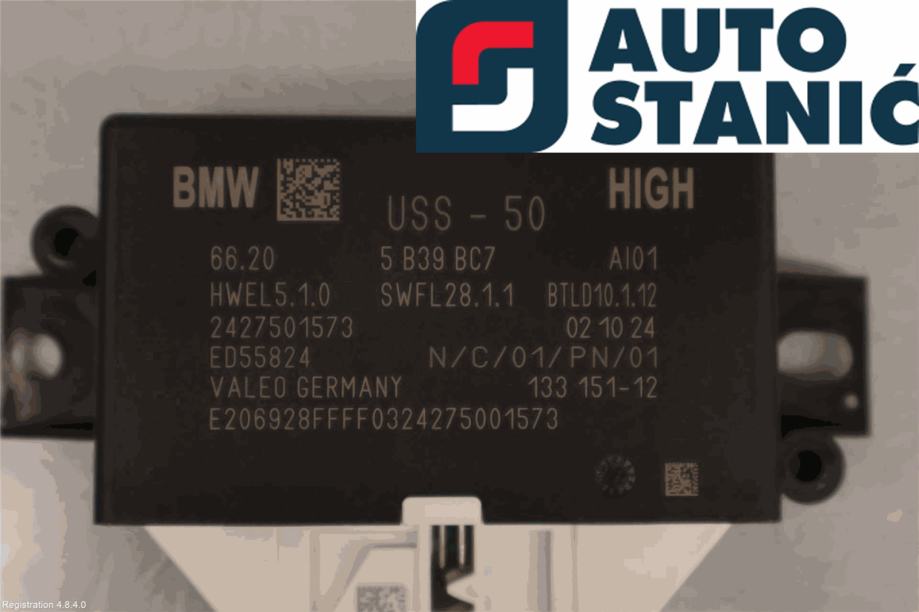 AUTO
STANIĆ
BMW
HIGH
USS - 50
66.20 5 B39 BC7 AI01
HWEL5.1.0 SWFL28.1.1 BTLD10.1.12
2427501573 02 10 24
ED55824 N/C/01/PN/01
VALEO GERMANY 133 151-12
E206928FFFF0324275001573
Registration 4.8.4.0